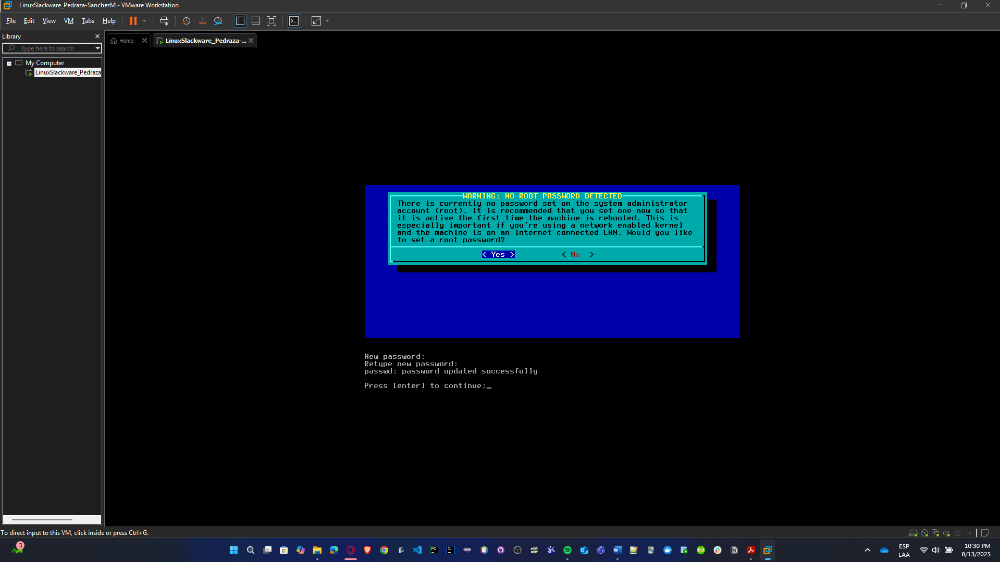 LinuxSlackware_Pedraza-SanchezM - VMware Workstation
File Edit View VM Tabs Help
Library
Home
LinuxSlackware_Pedraza-...
Type here to search
My Computer
LinuxSlackware_Pedraza
WARNING: NO ROOT PASSWORD DETECTED
There is currently no password set on the system administrator
account (root). It is recommended that you set one now so that
it is active the first time the machine is rebooted. This is
especially important if you're using a network enabled kernel
and the machine is on an Internet connected LAN. Would you like
to set a root password?
< Yes > < No >
New password:
Retype new password:
passwd: password updated successfully
Press [enter] to continue:_
To direct input to this VM, click inside or press Ctrl+G.
3
PC
IJ
ESP
LAA
10:30 PM
8/13/2025